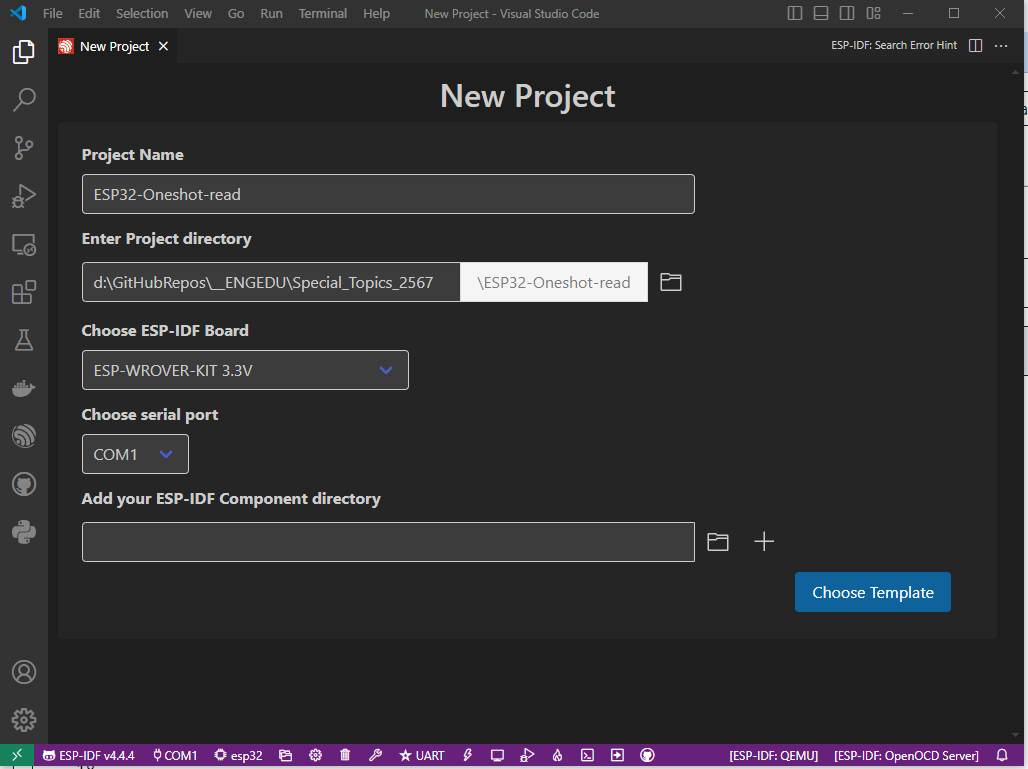 File Edit Selection View Go Run Terminal Help New Project - Visual Studio Code
New Project ESP-IDF: Search Error Hint
New Project
Project Name
ESP32-Oneshot-read
Enter Project directory
d:\GitHubRepos\__ENGEDU\Special_Topics_2567 \ESP32-Oneshot-read
Choose ESP-IDF Board
ESP-WROVER-KIT 3.3V
Choose serial port
COM1
Add your ESP-IDF Component directory
Choose Template
ESP-IDF v4.4.4 COM1 esp32 UART [ESP-IDF: QEMU] [ESP-IDF: OpenOCD Server]